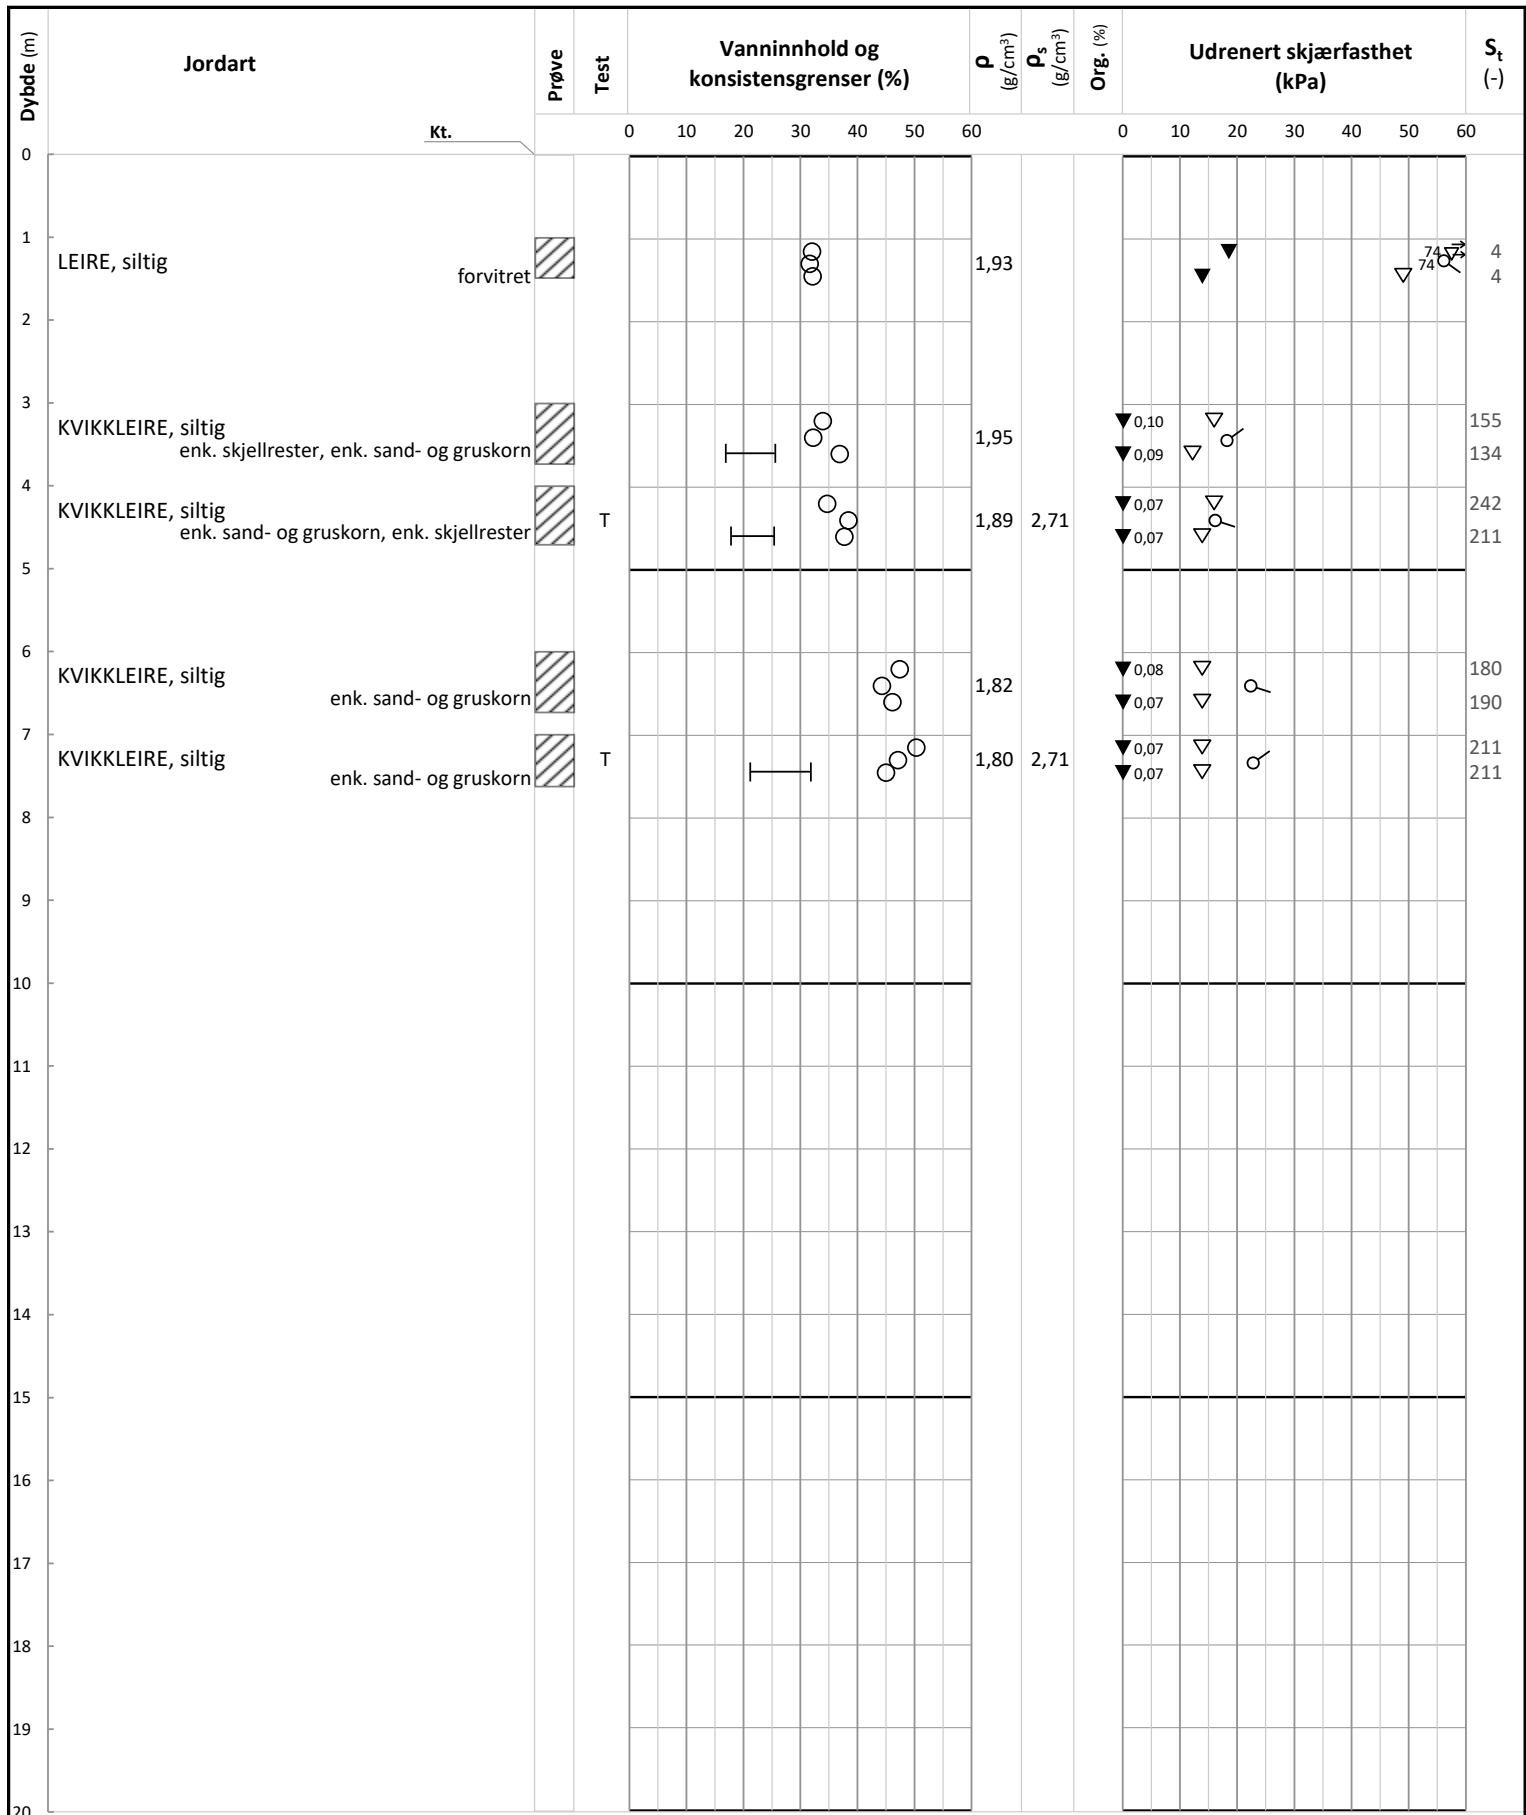 Dybde (m)
Jordart
Kt.
Prøve
Test
Vanninnhold og
konsistensgrenser (%)
ρ
(g/cm³)
ρs
(g/cm³)
Org. (%)
Udrenert skjærfasthet
(kPa)
St
(-)
0 10 20 30 40 50 60
0 10 20 30 40 50 60
0
1
LEIRE, siltig
forvitret
1,93
74
74
4
4
2
3
KVIKKLEIRE, siltig
enk. skjellrester, enk. sand- og gruskorn
1,95
0,10
0,09
155
134
4
KVIKKLEIRE, siltig
enk. sand- og gruskorn, enk. skjellrester
T
1,89
2,71
0,07
0,07
242
211
5
6
KVIKKLEIRE, siltig
enk. sand- og gruskorn
1,82
0,08
0,07
180
190
7
KVIKKLEIRE, siltig
enk. sand- og gruskorn
T
1,80
2,71
0,07
0,07
211
211
8
9
10
11
12
13
14
15
16
17
18
19
20